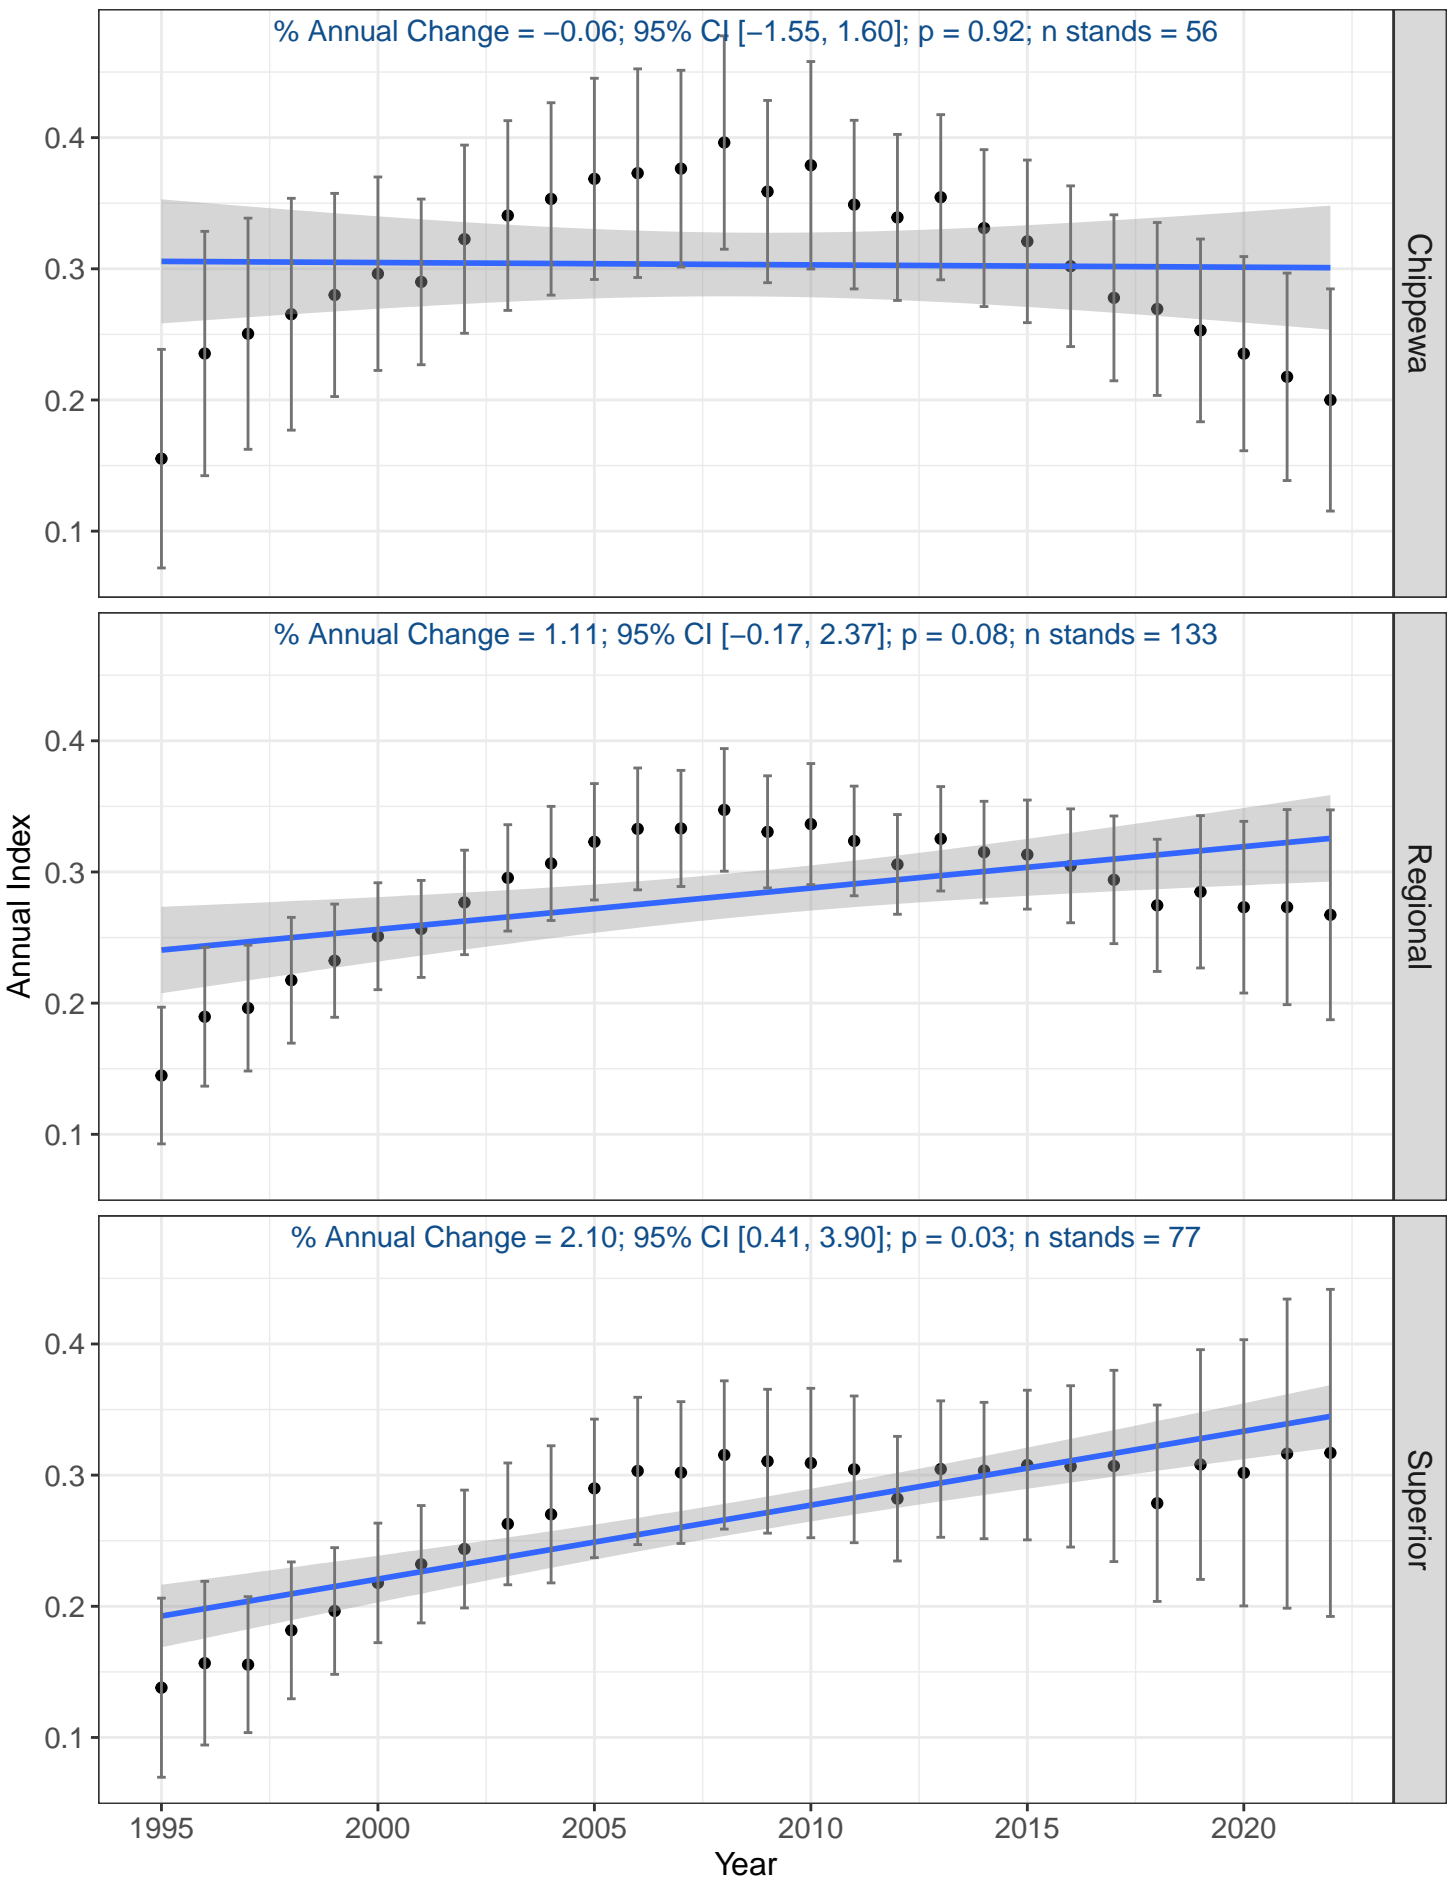 % Annual Change = −0.06; 95% CI [−1.55, 1.60]; p = 0.92; n stands = 56
0.4
0.3
0.2
0.1
Chippewa
% Annual Change = 1.11; 95% CI [−0.17, 2.37]; p = 0.08; n stands = 133
0.4
0.3
0.2
0.1
Regional
Annual Index
% Annual Change = 2.10; 95% CI [0.41, 3.90]; p = 0.03; n stands = 77
0.4
0.3
0.2
0.1
Superior
1995 2000 2005 2010 2015 2020
Year